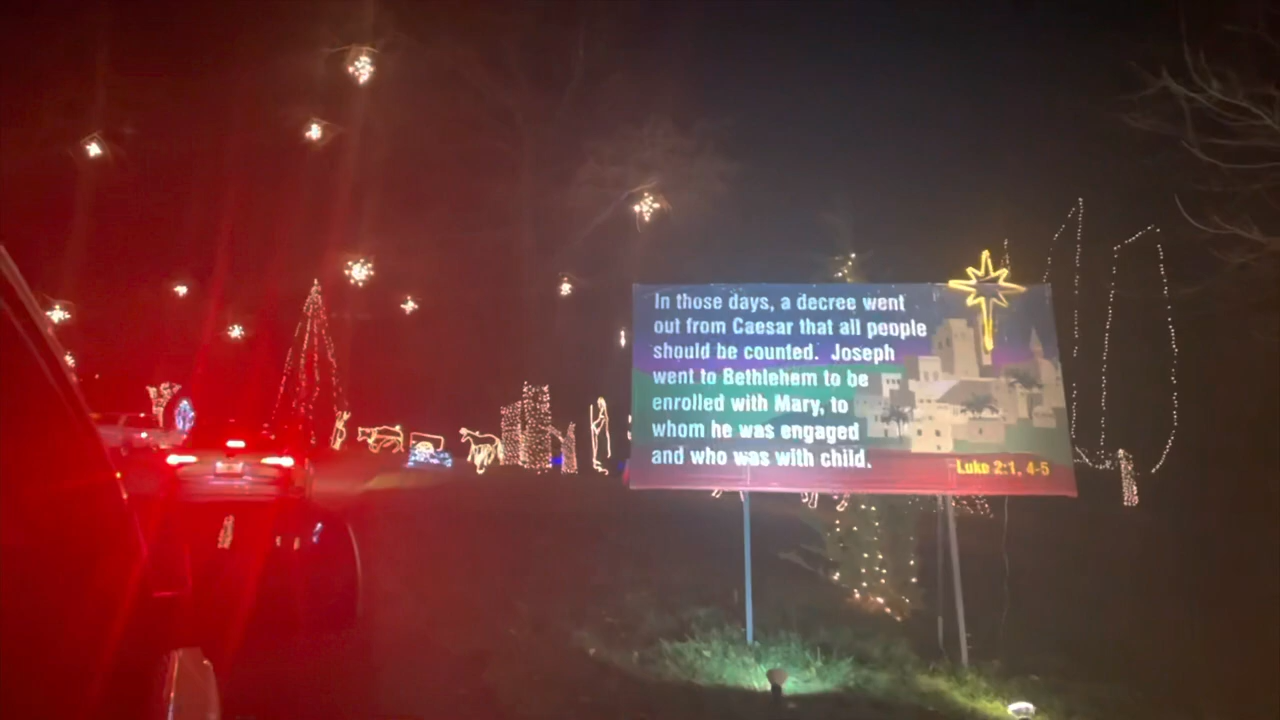 In those days, a decree went
out from Caesar that all people
should be counted. Joseph
went to Bethlehem to be
enrolled with Mary, to
whom he was engaged
and who was with child.
Luke 2:1, 4-5